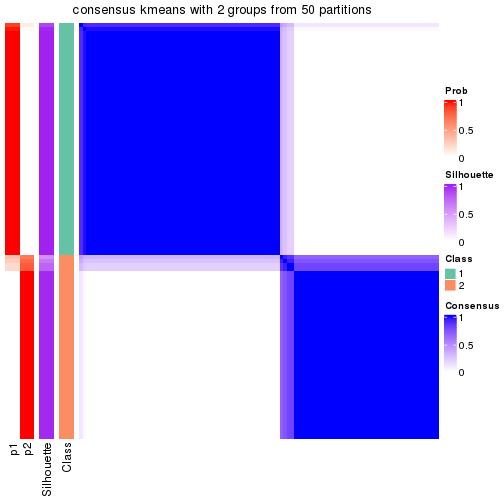 consensus kmeans with 2 groups from 50 partitions
Prob
1
0.5
0
Silhouette
1
0.5
0
Class
1
2
Consensus
1
0.5
0
p1
p2
Silhouette
Class